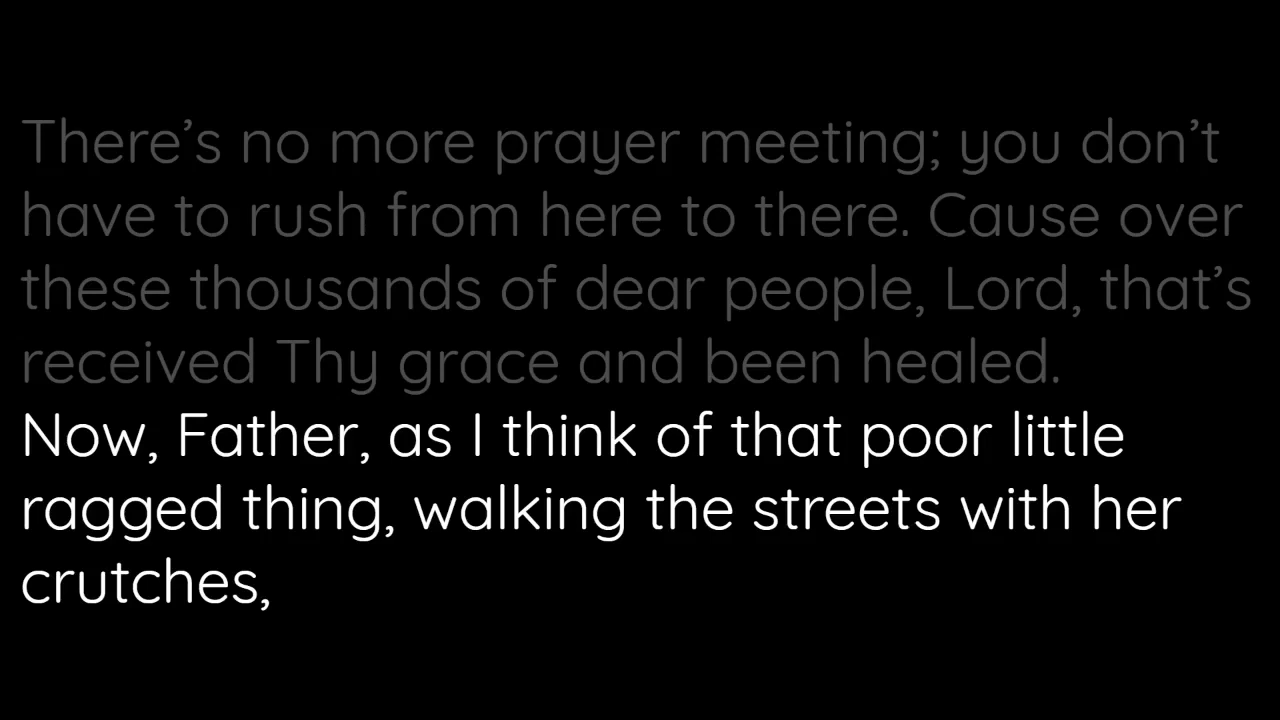 There’s no more prayer meeting; you don’t
have to rush from here to there. Cause over
these thousands of dear people, Lord, that’s
received Thy grace and been healed.
Now, Father, as I think of that poor little
ragged thing, walking the streets with her
crutches,